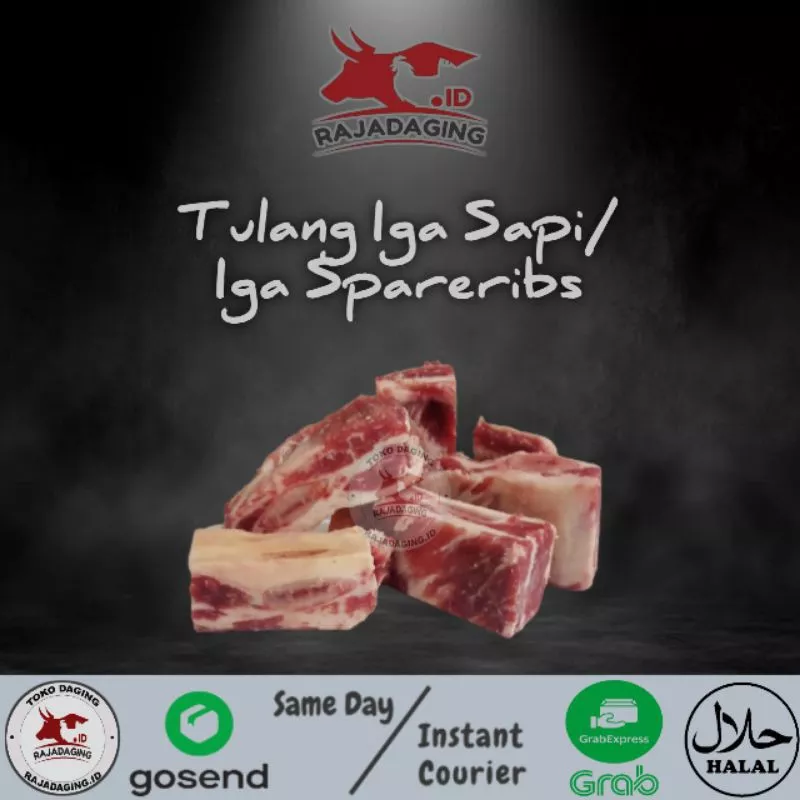 .ID
RAJADAGING
Tulang Iga Sapi/
Iga Spareribs
TOKO DAGING
.ID
RAJADAGING
RAJADAGING.ID
TOKO DAGING
.ID
RAJADAGING
RAJADAGING.ID
gosend
Same Day/
Instant
Courier
GrabExpress
Grab
حلال
HALAL